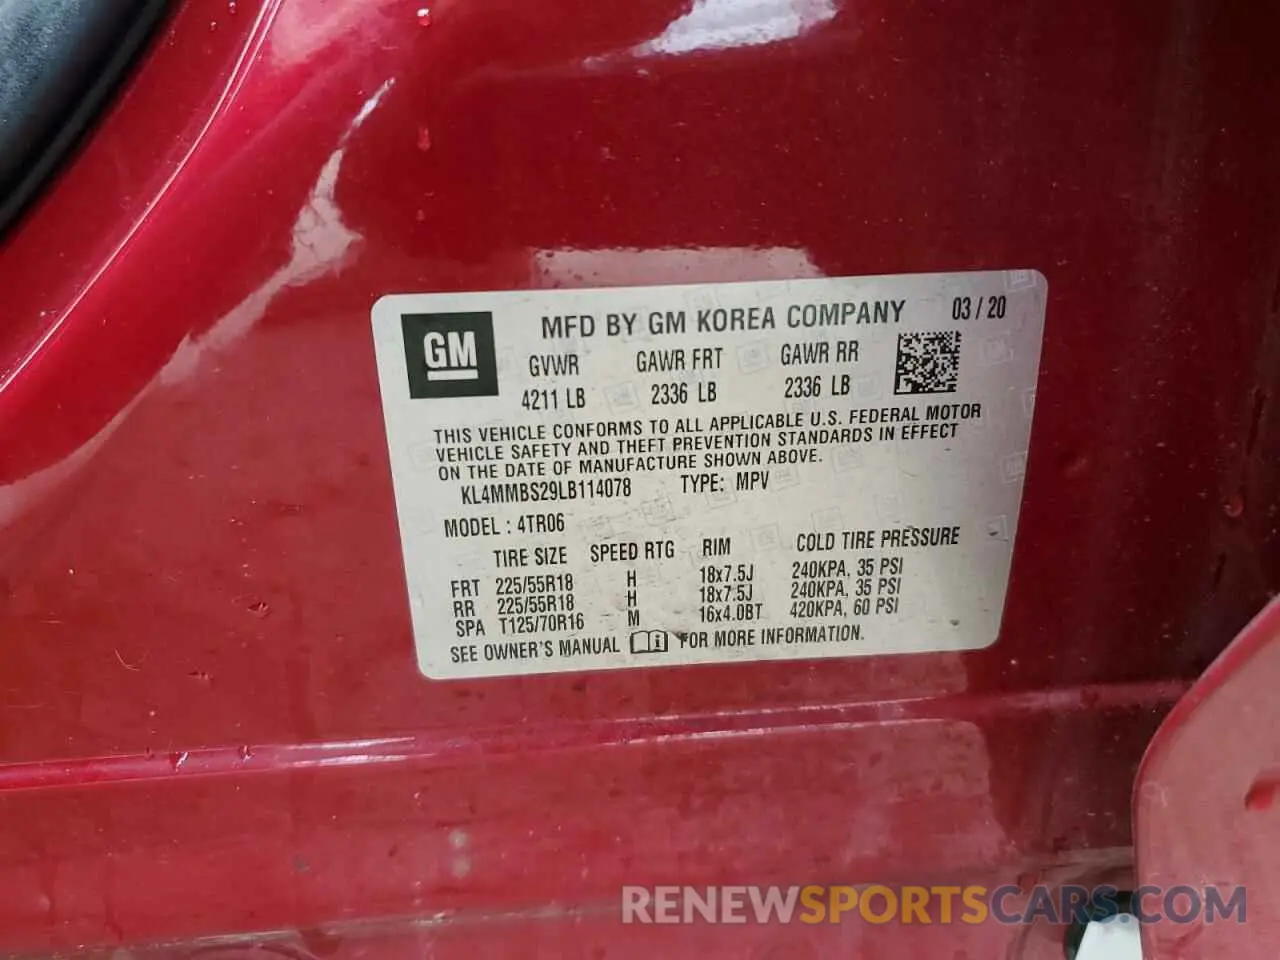 GM
MFD BY GM KOREA COMPANY 03 / 20
GVWR GAWR FRT GAWR RR
4211 LB 2336 LB 2336 LB
THIS VEHICLE CONFORMS TO ALL APPLICABLE U.S. FEDERAL MOTOR
VEHICLE SAFETY AND THEFT PREVENTION STANDARDS IN EFFECT
ON THE DATE OF MANUFACTURE SHOWN ABOVE.
KL4MMBS29LB114078 TYPE: MPV
MODEL : 4TR06
TIRE SIZE SPEED RTG RIM COLD TIRE PRESSURE
FRT 225/55R18 H 18x7.5J 240KPA, 35 PSI
RR 225/55R18 H 18x7.5J 240KPA, 35 PSI
SPA T125/70R16 M 16x4.0BT 420KPA, 60 PSI
SEE OWNER'S MANUAL i FOR MORE INFORMATION.
RENEWSPORTSCARS.COM